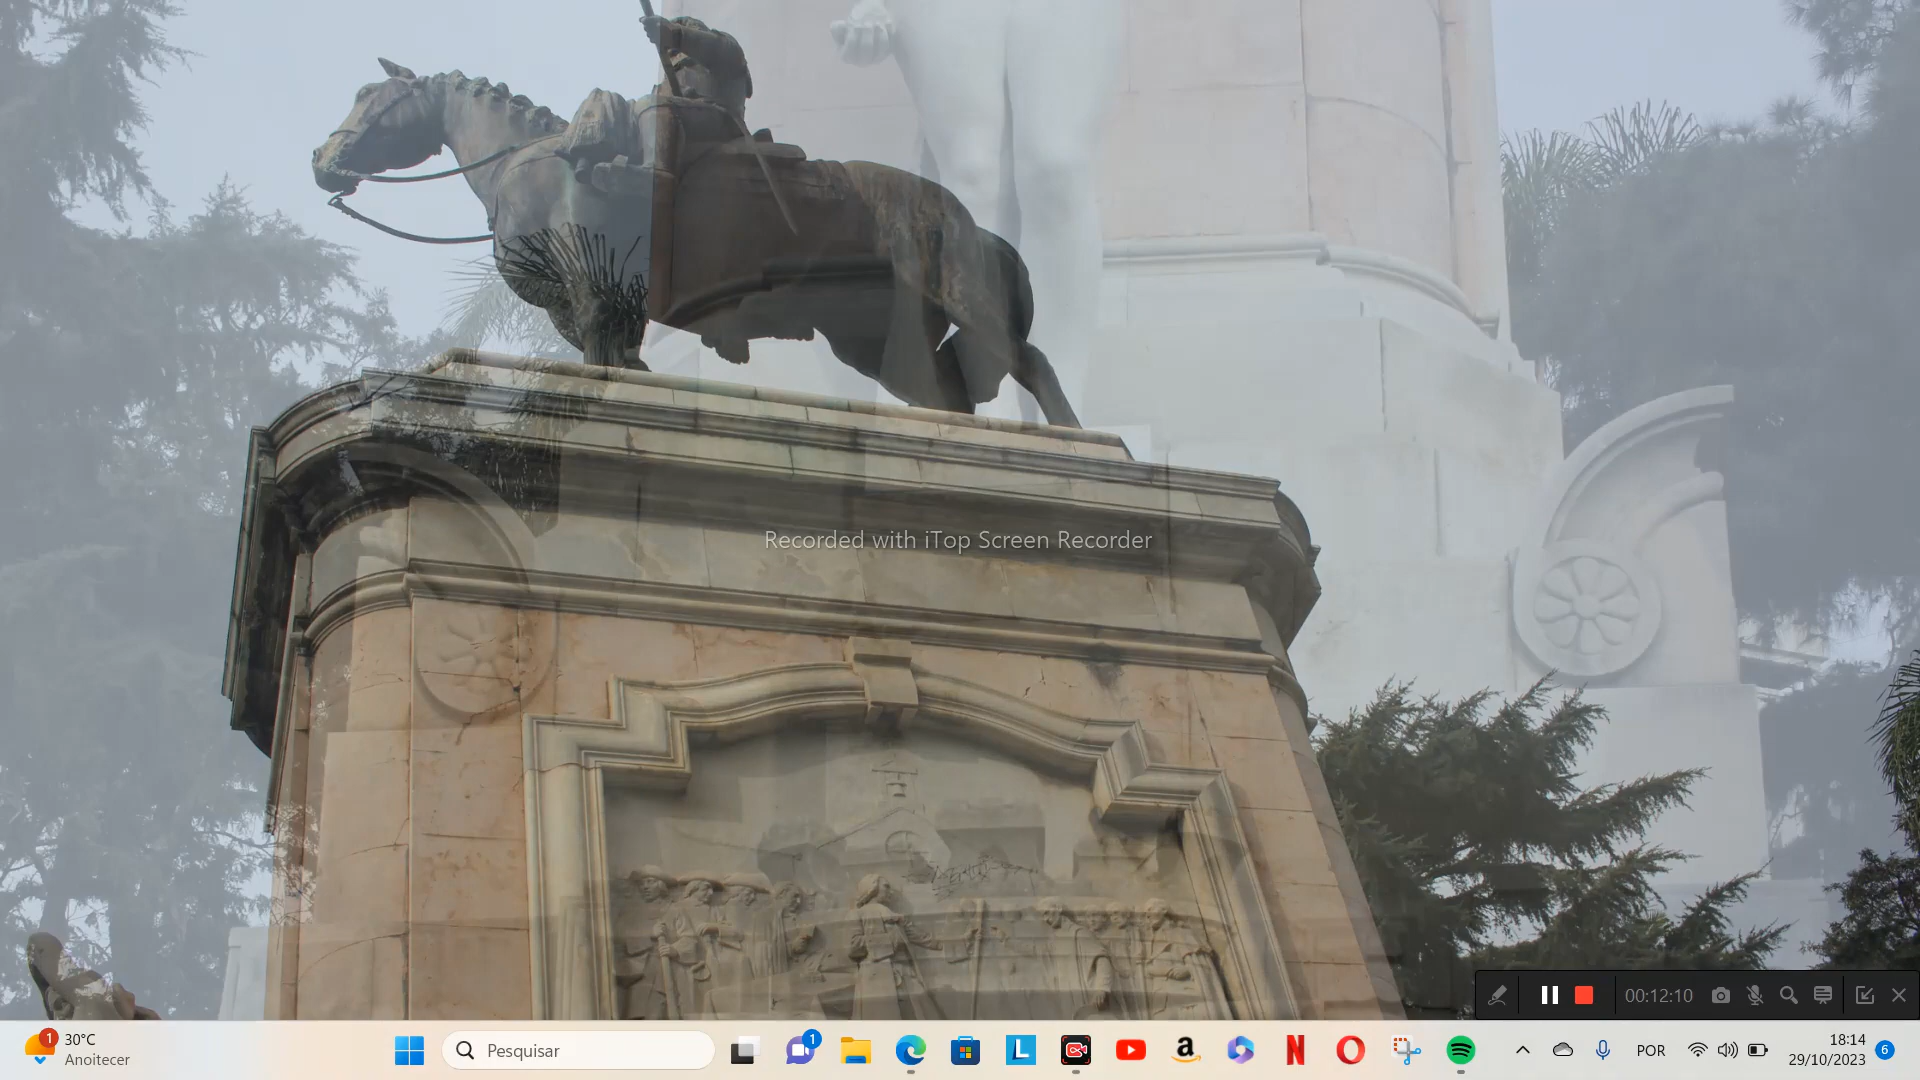 Recorded with iTop Screen Recorder
00:12:10
1
30°C
Anoitecer
Pesquisar
1
L
a
N
POR
18:14
29/10/2023
6